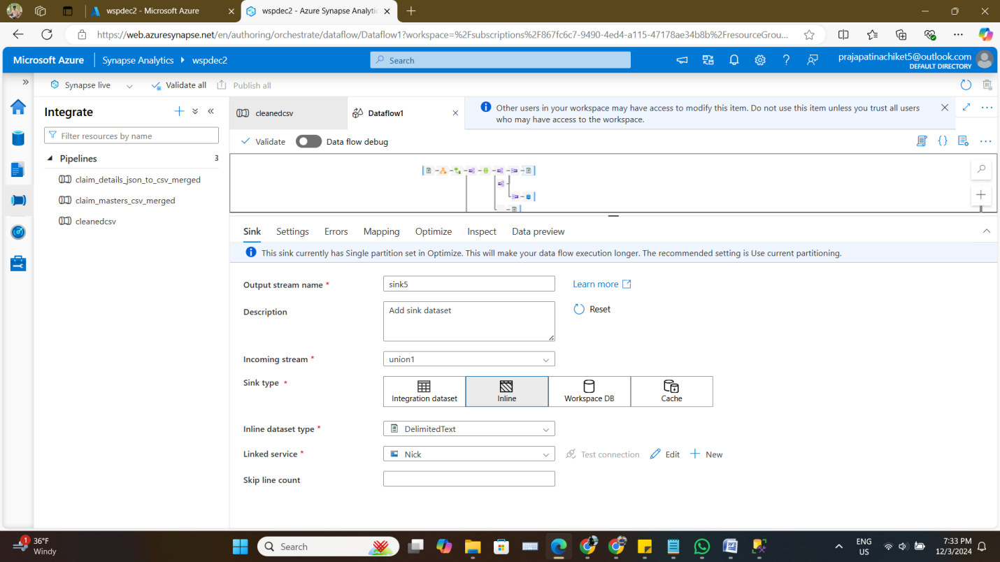 wspdec2 - Microsoft Azure
wspdec2 - Azure Synapse Analytic
https://web.azuresynapse.net/en/authoring/orchestrate/dataflow/Dataflow1?workspace=%2Fsubscriptions%2F867fc6c7-9490-4ed4-a115-47178ae34b8b%2FresourceGrou...
Microsoft Azure Synapse Analytics wspdec2
Search
prajapatinachiket5@outlook.com
DEFAULT DIRECTORY
Synapse live Validate all Publish all
Integrate
Filter resources by name
Pipelines 3
claim_details_json_to_csv_merged
claim_masters_csv_merged
cleanedcsv
cleanedcsv
Dataflow1
Other users in your workspace may have access to modify this item. Do not use this item unless you trust all users
who may have access to the workspace.
Validate Data flow debug
Sink Settings Errors Mapping Optimize Inspect Data preview
This sink currently has Single partition set in Optimize. This will make your data flow execution longer. The recommended setting is Use current partitioning.
Output stream name * sink5 Learn more
Description Add sink dataset Reset
Incoming stream * union1
Sink type * Integration dataset Inline Workspace DB Cache
Inline dataset type * DelimitedText
Linked service * Nick Test connection Edit New
Skip line count
1
36°F
Windy
Search
ENG
US
7:33 PM
12/3/2024